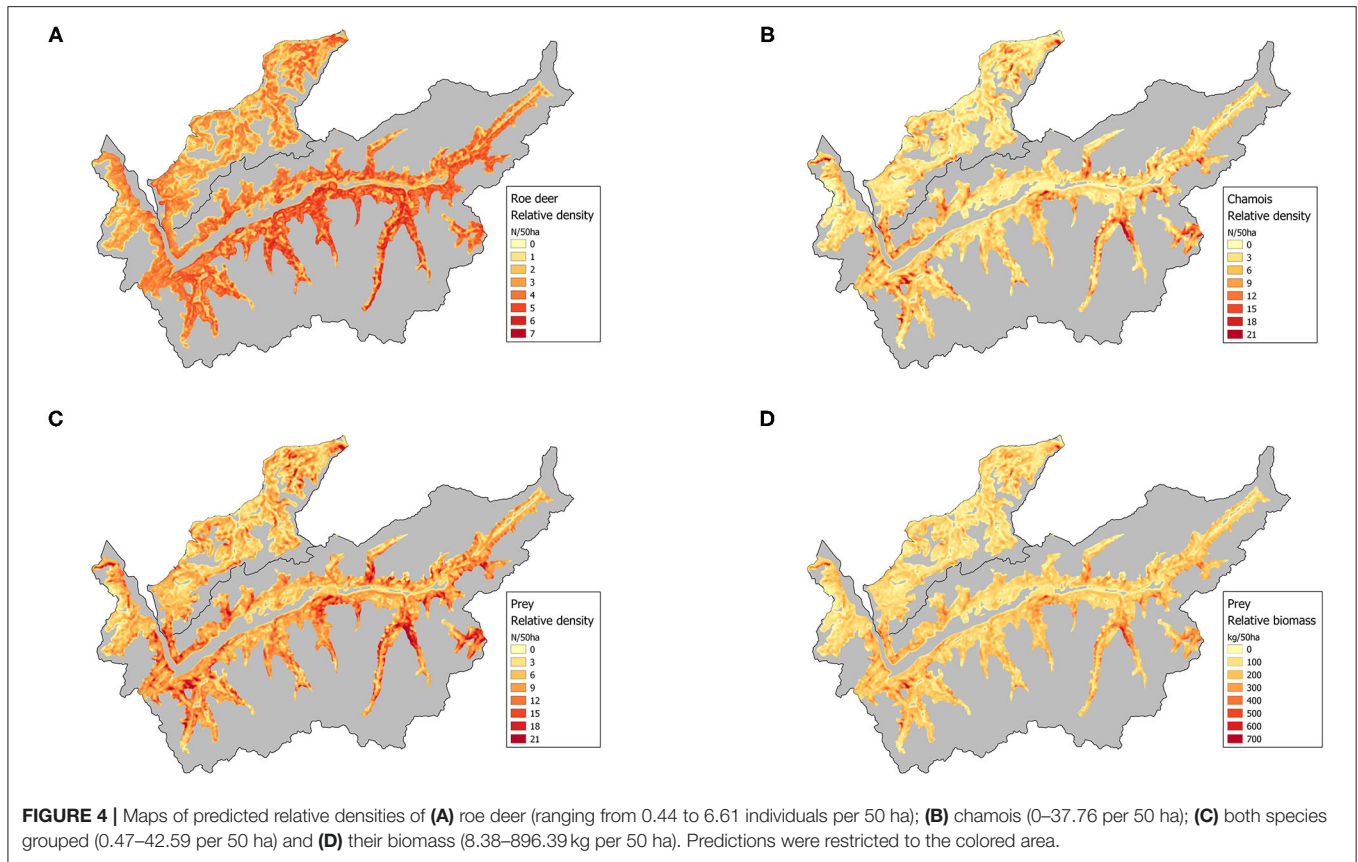 A
Roe deer
Relative density
N/50ha
0
1
2
3
4
5
6
7
B
Chamois
Relative density
N/50ha
0
3
6
9
12
15
18
21
C
Prey
Relative density
N/50ha
0
3
6
9
12
15
18
21
D
Prey
Relative biomass
kg/50ha
0
100
200
300
400
500
600
700
FIGURE 4 | Maps of predicted relative densities of (A) roe deer (ranging from 0.44 to 6.61 individuals per 50 ha); (B) chamois (0–37.76 per 50 ha); (C) both species
grouped (0.47–42.59 per 50 ha) and (D) their biomass (8.38–896.39 kg per 50 ha). Predictions were restricted to the colored area.